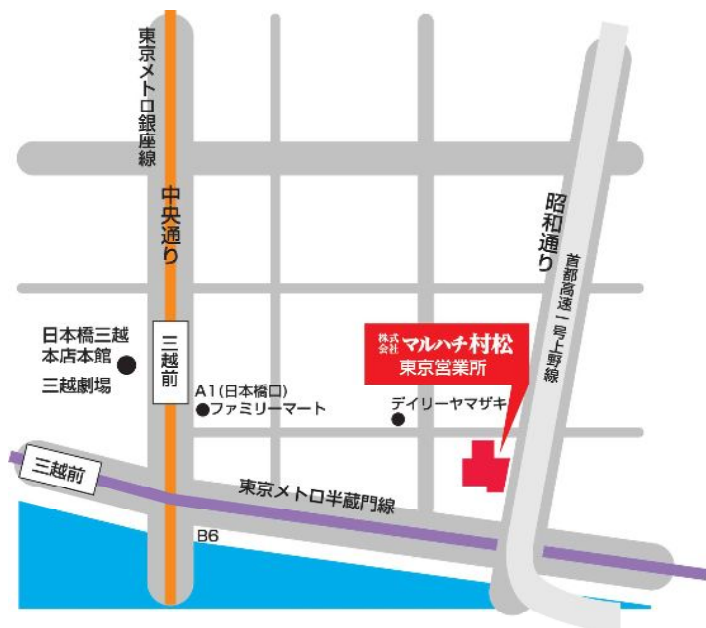 東京メトロ銀座線
中央通り
昭和通り
首都高速一号上野線
日本橋三越
本店本館
三越劇場
三越前
株式会社 マルハチ村松
東京営業所
A1(日本橋口)
ファミリーマート
デイリーヤマザキ
三越前
東京メトロ半蔵門線
B6